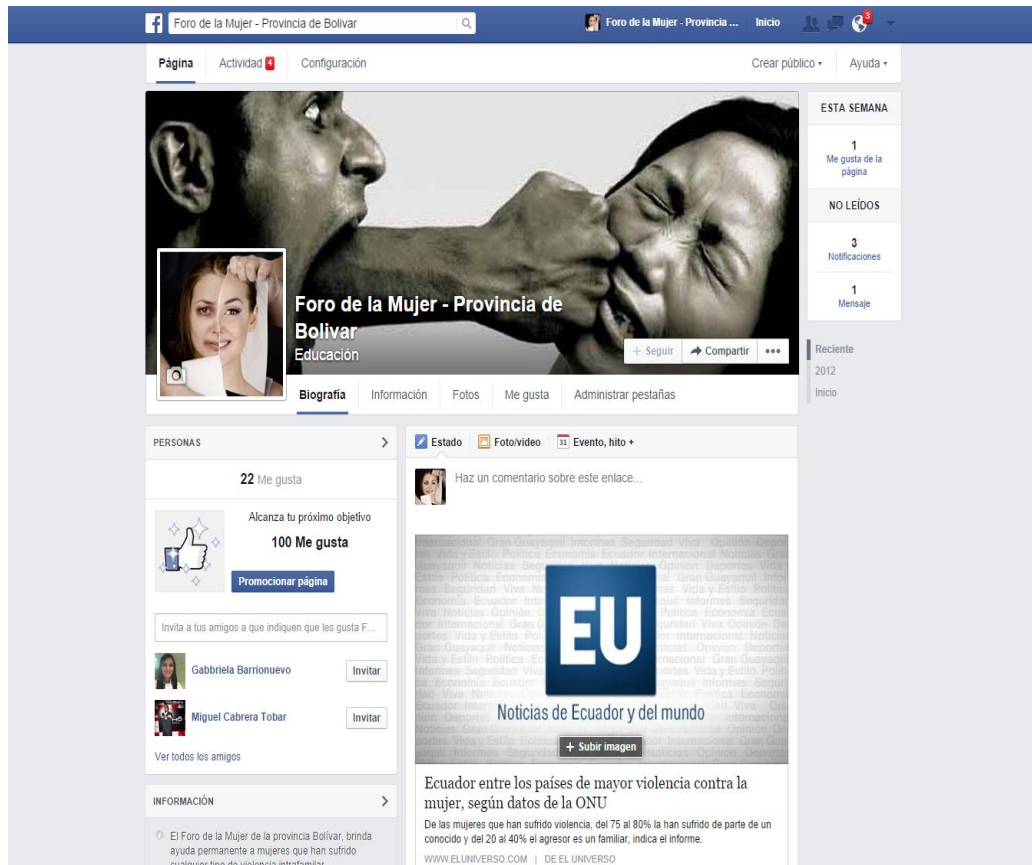 Foro de la Mujer - Provincia de Bolivar
Foro de la Mujer - Provincia ... Inicio 3
Página Actividad 4 Configuración Crear público Ayuda
ESTA SEMANA
1
Me gusta de la
página
NO LEÍDOS
3
Notificaciones
1
Mensaje
Reciente
2012
Inicio
Foro de la Mujer - Provincia de
Bolivar
Educación
+ Seguir Compartir •••
Biografía Información Fotos Me gusta Administrar pestañas
PERSONAS
22 Me gusta
Alcanza tu próximo objetivo
100 Me gusta
Promocionar página
Invita a tus amigos a que indiquen que les gusta F...
Gabbriela Barrionuevo Invitar
Miguel Cabrera Tobar Invitar
Ver todos los amigos
INFORMACIÓN
El Foro de la Mujer de la provincia Bolívar, brinda
ayuda permanente a mujeres que han sufrido
cualquier tipo de violencia intrafamilar
Estado Foto/video 31 Evento, hito +
Haz un comentario sobre este enlace...
EU
Noticias de Ecuador y del mundo
+ Subir imagen
Ecuador entre los países de mayor violencia contra la
mujer, según datos de la ONU
De las mujeres que han sufrido violencia, del 75 al 80% la han sufrido de parte de un
conocido y del 20 al 40% el agresor es un familiar, indica el informe.
WWW.ELUNIVERSO.COM | DE EL UNIVERSO